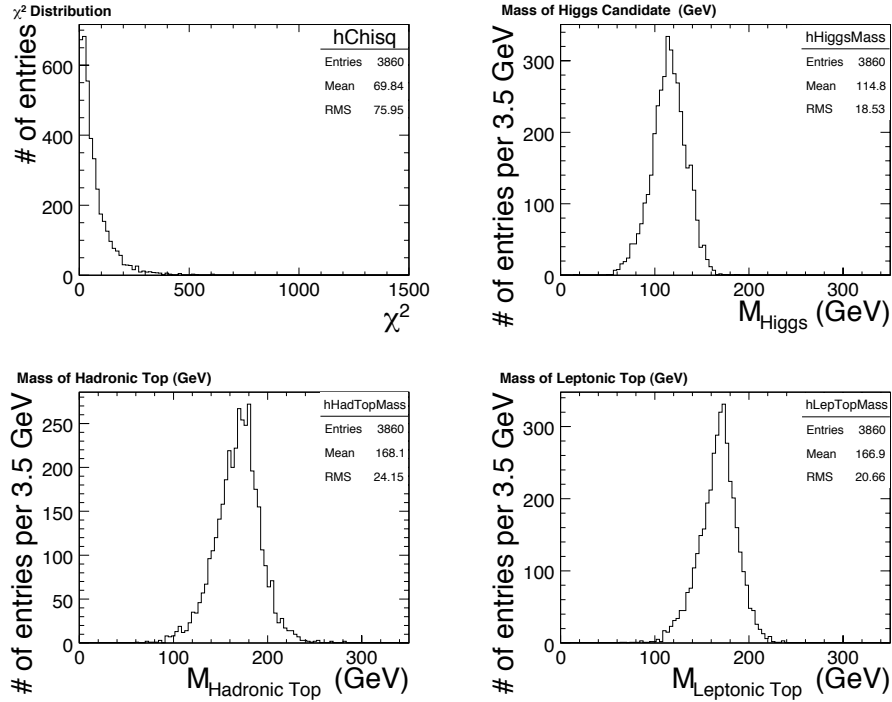 χ² Distribution
# of entries
600
400
200
0
0 500 1000 1500
χ²
hChisq
Entries 3860
Mean 69.84
RMS 75.95
Mass of Higgs Candidate (GeV)
# of entries per 3.5 GeV
300
200
100
0
0 100 200 300
M_Higgs (GeV)
hHiggsMass
Entries 3860
Mean 114.8
RMS 18.53
Mass of Hadronic Top (GeV)
# of entries per 3.5 GeV
250
200
150
100
50
0
0 100 200 300
M_Hadronic Top (GeV)
hHadTopMass
Entries 3860
Mean 168.1
RMS 24.15
Mass of Leptonic Top (GeV)
# of entries per 3.5 GeV
300
200
100
0
0 100 200 300
M_Leptonic Top (GeV)
hLepTopMass
Entries 3860
Mean 166.9
RMS 20.66